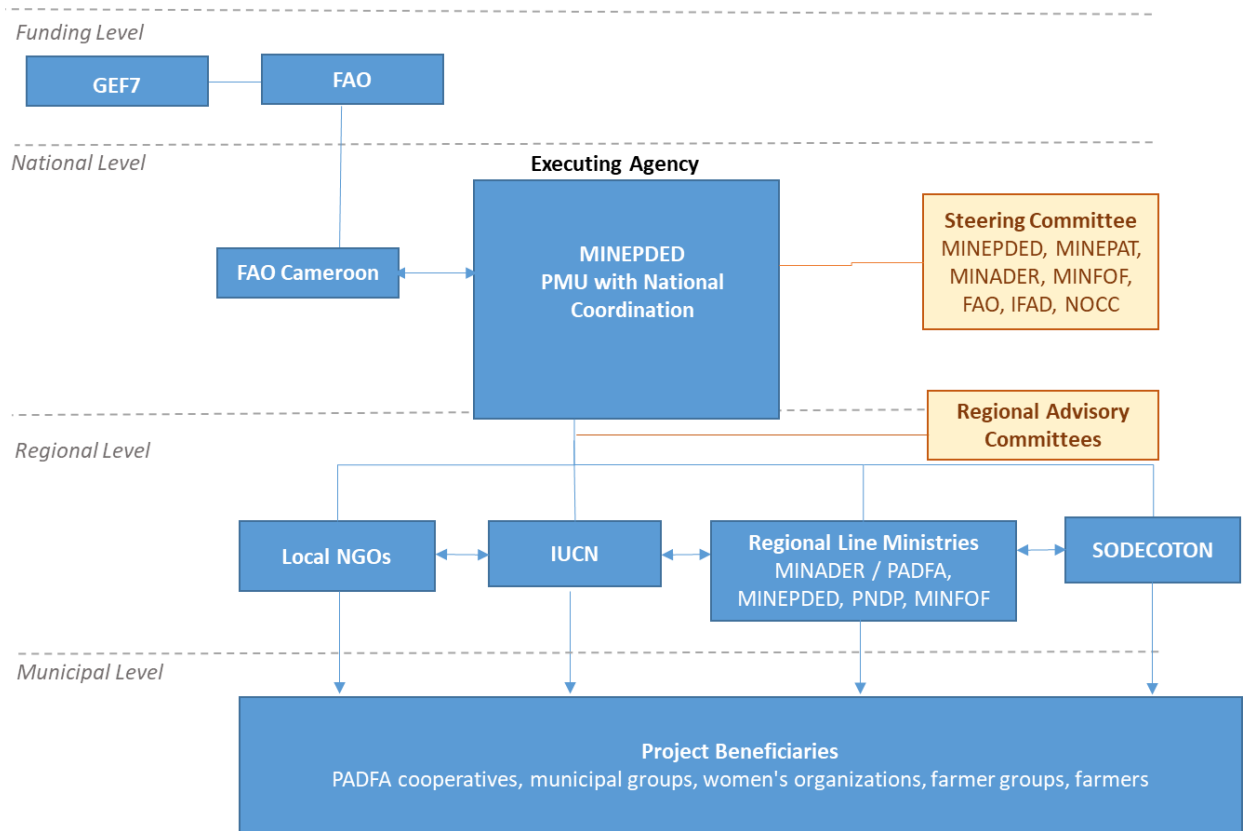 Funding Level
GEF7
FAO
National Level
Executing Agency
MINEPDED
PMU with National
Coordination
FAO Cameroon
Steering Committee
MINEPDED, MINEPAT,
MINADER, MINFOF,
FAO, IFAD, NOCC
Regional Advisory
Committees
Regional Level
Local NGOs
IUCN
Regional Line Ministries
MINADER / PADFA,
MINEPDED, PNDP, MINFOF
SODECOTON
Municipal Level
Project Beneficiaries
PADFA cooperatives, municipal groups, women's organizations, farmer groups, farmers